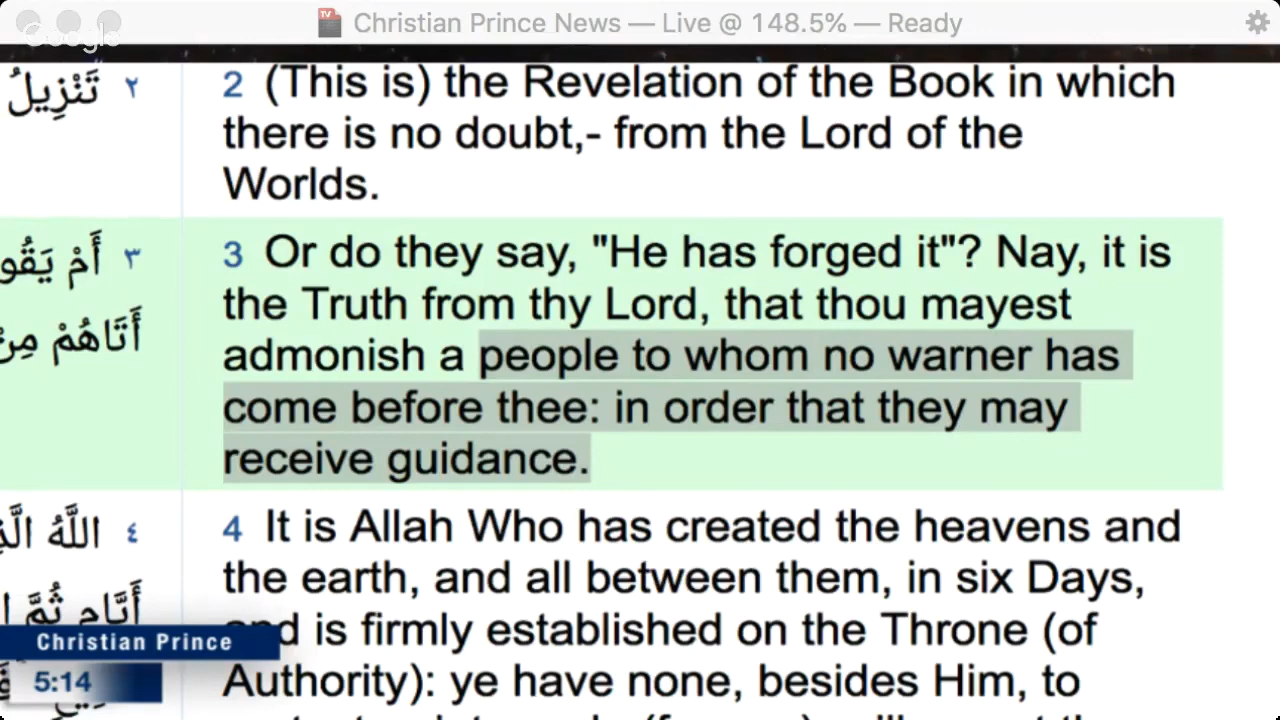 Christian Prince News — Live @ 148.5% — Ready
Google
٢ تَنْزِيلُ
2 (This is) the Revelation of the Book in which
there is no doubt,- from the Lord of the
Worlds.
٣ أَمْ
3 Or do they say, "He has forged it"? Nay, it is
the Truth from thy Lord, that thou mayest
أَتَاهُمْ
admonish a people to whom no warner has
come before thee: in order that they may
receive guidance.
٤ اللَّهُ
4 It is Allah Who has created the heavens and
the earth, and all between them, in six Days,
أَيَّامٍ ثُمَّ
and is firmly established on the Throne (of
Christian Prince
Authority): ye have none, besides Him, to
5:14